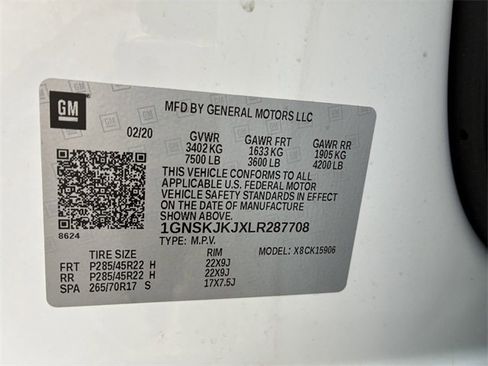 GM
MFD BY GENERAL MOTORS LLC
02/20 GVWR GAWR FRT GAWR RR
3402 KG 1633 KG 1905 KG
7500 LB 3600 LB 4200 LB
THIS VEHICLE CONFORMS TO ALL
APPLICABLE U.S. FEDERAL MOTOR
VEHICLE SAFETY STANDARDS IN EFFECT
ON THE DATE OF MANUFACTURE
SHOWN ABOVE.
8624 1GNSKJKJXLR287708
TYPE: M.P.V. MODEL: X8CK15906
TIRE SIZE RIM
FRT P285/45R22 H 22X9J
RR P285/45R22 H 22X9J
SPA 265/70R17 S 17X7.5J